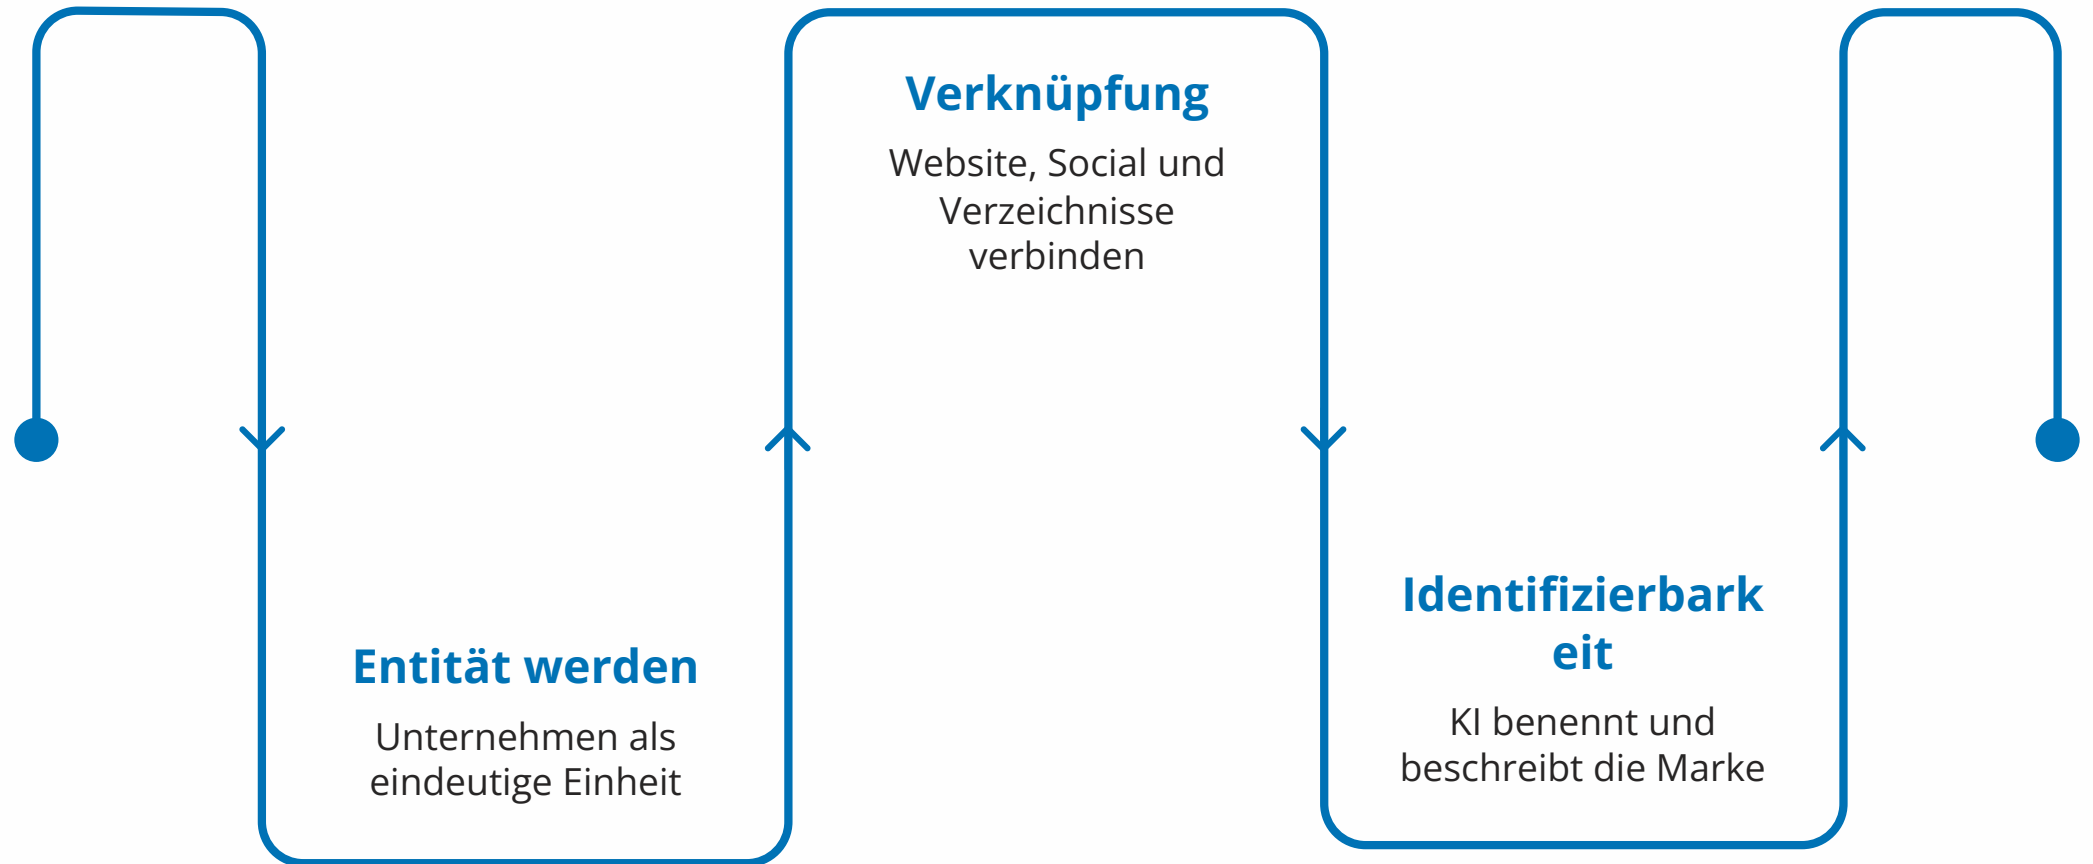 Entität werden
Unternehmen als
eindeutige Einheit
Verknüpfung
Website, Social und
Verzeichnisse
verbinden
Identifizierbark
eit
KI benennt und
beschreibt die Marke